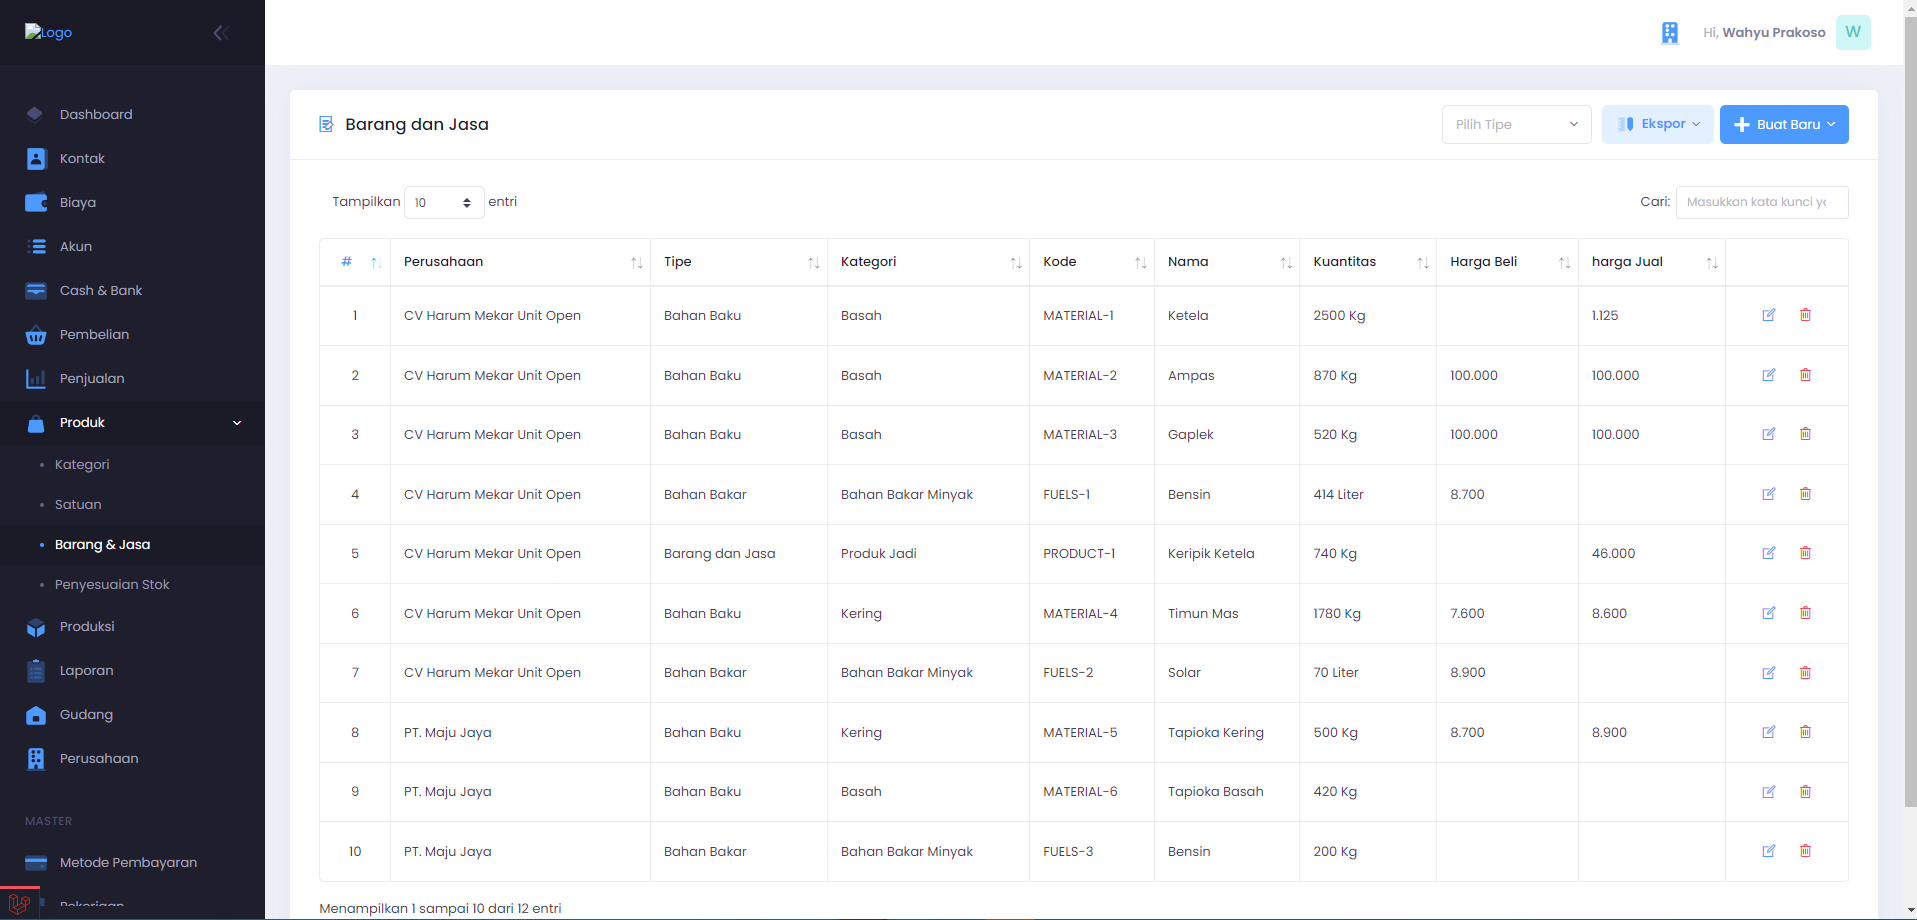 Logo
Hi, Wahyu Prakoso W
Dashboard
Kontak
Biaya
Akun
Cash & Bank
Pembelian
Penjualan
Produk
Kategori
Satuan
Barang & Jasa
Penyesuaian Stok
Produksi
Laporan
Gudang
Perusahaan
MASTER
Metode Pembayaran
Pekerjaan
Barang dan Jasa
Pilih Tipe
Ekspor
Buat Baru
Tampilkan 10 entri
Cari: Masukkan kata kunci
# Perusahaan Tipe Kategori Kode Nama Kuantitas Harga Beli harga Jual
1 CV Harum Mekar Unit Open Bahan Baku Basah MATERIAL-1 Ketela 2500 Kg 1.125
2 CV Harum Mekar Unit Open Bahan Baku Basah MATERIAL-2 Ampas 870 Kg 100.000 100.000
3 CV Harum Mekar Unit Open Bahan Baku Basah MATERIAL-3 Gaplek 520 Kg 100.000 100.000
4 CV Harum Mekar Unit Open Bahan Bakar Bahan Bakar Minyak FUELS-1 Bensin 414 Liter 8.700
5 CV Harum Mekar Unit Open Barang dan Jasa Produk Jadi PRODUCT-1 Keripik Ketela 740 Kg 46.000
6 CV Harum Mekar Unit Open Bahan Baku Kering MATERIAL-4 Timun Mas 1780 Kg 7.600 8.600
7 CV Harum Mekar Unit Open Bahan Bakar Bahan Bakar Minyak FUELS-2 Solar 70 Liter 8.900
8 PT. Maju Jaya Bahan Baku Kering MATERIAL-5 Tapioka Kering 500 Kg 8.700 8.900
9 PT. Maju Jaya Bahan Baku Basah MATERIAL-6 Tapioka Basah 420 Kg
10 PT. Maju Jaya Bahan Bakar Bahan Bakar Minyak FUELS-3 Bensin 200 Kg
Menampilkan 1 sampai 10 dari 12 entri